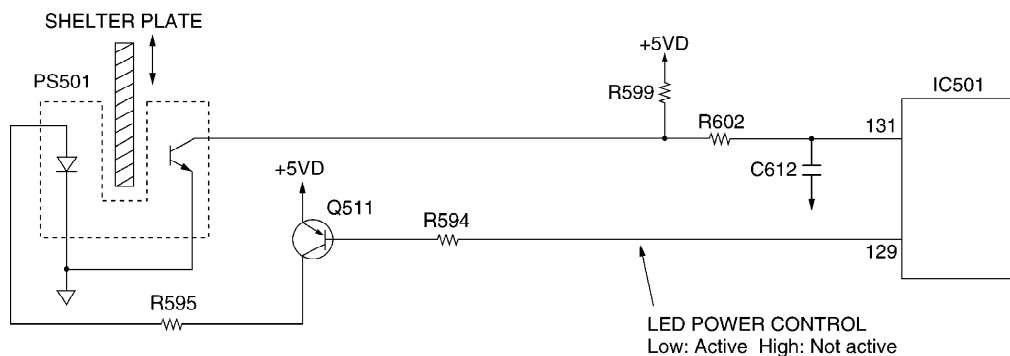 SHELTER PLATE
PS501
+5VD
R599
IC501
R602
131
C612
+5VD
Q511
R594
129
R595
LED POWER CONTROL
Low: Active High: Not active